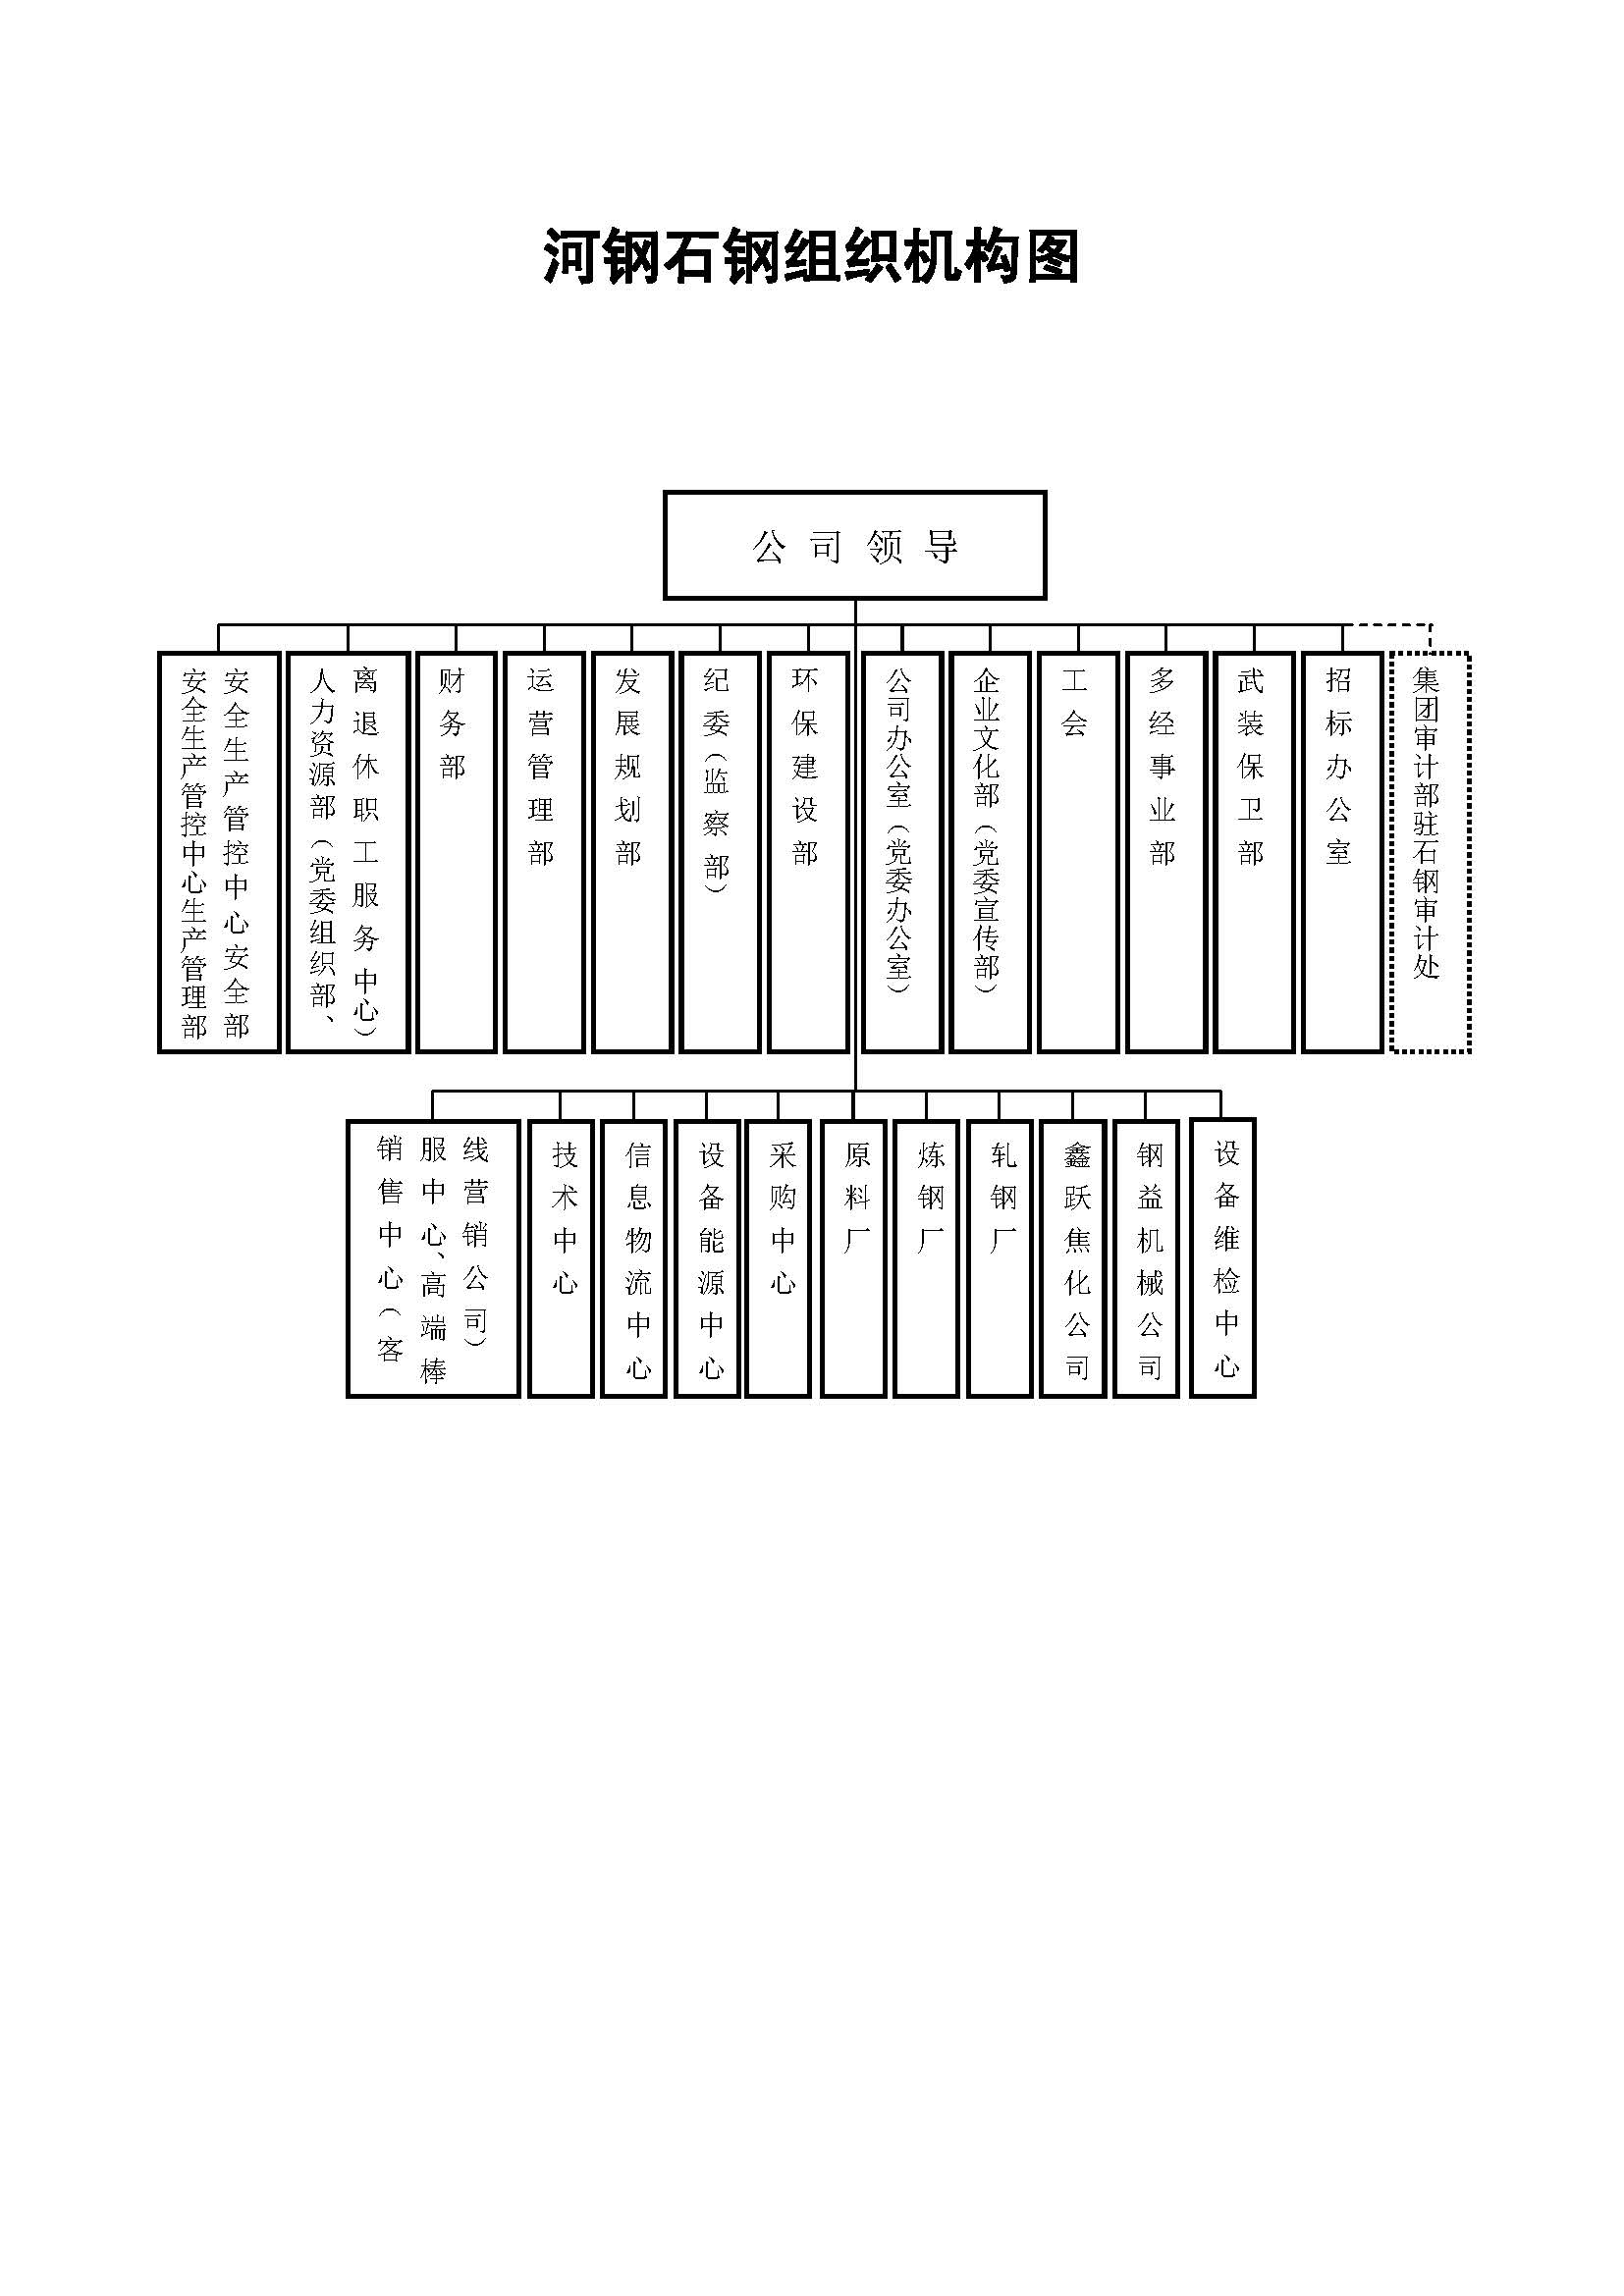 河钢石钢组织机构图
公司领导
安全生产管控中心生产管理部
安全生产管控中心安全部
人力资源部（党委组织部、
离退休职工服务中心）
财务部
运营管理部
发展规划部
纪委（监察部）
环保建设部
公司办公室（党委办公室）
企业文化部（党委宣传部）
工会
多经事业部
武装保卫部
招标办公室
集团审计部驻石钢审计处
销售中心（客
服中心、高端棒
线营销公司）
技术中心
信息物流中心
设备能源中心
采购中心
原料厂
炼钢厂
轧钢厂
鑫跃焦化公司
钢益机械公司
设备维检中心